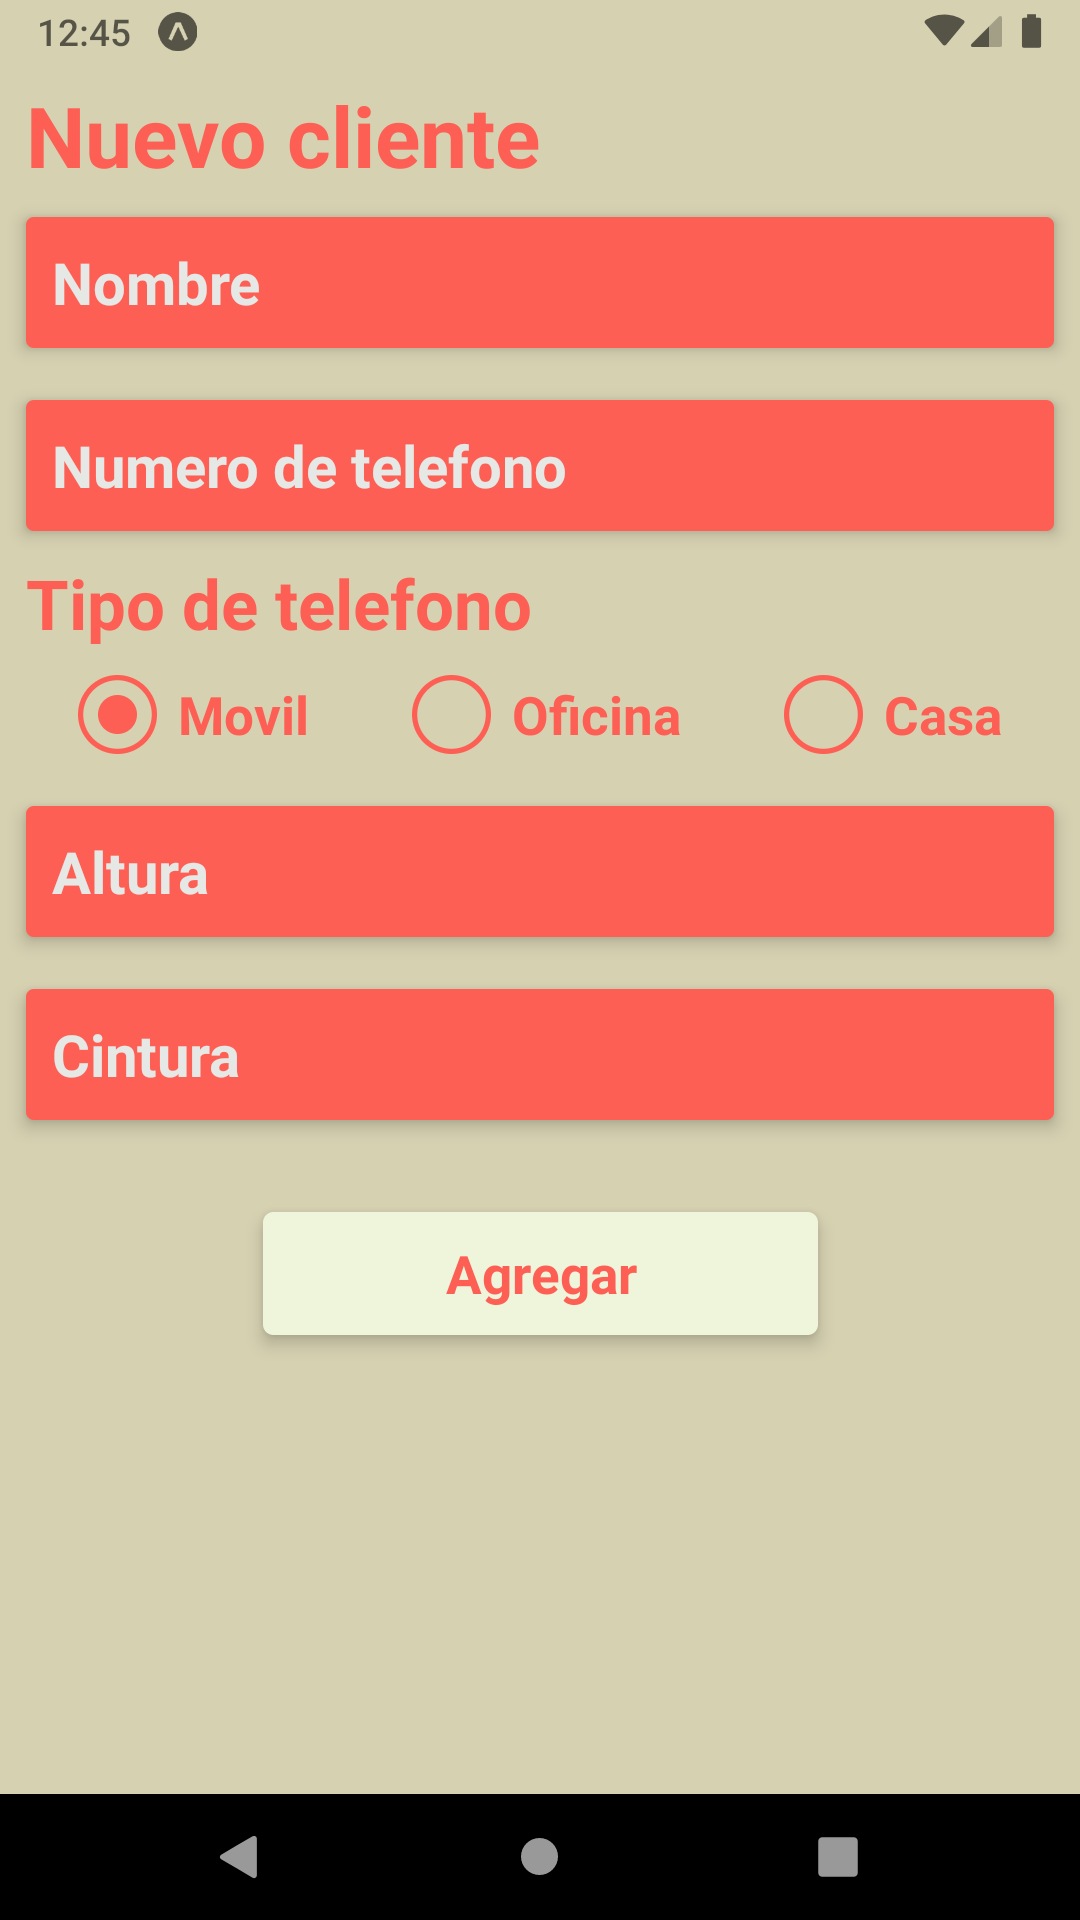 12:45
Nuevo cliente
Nombre
Numero de telefono
Tipo de telefono
Movil Oficina Casa
Altura
Cintura
Agregar